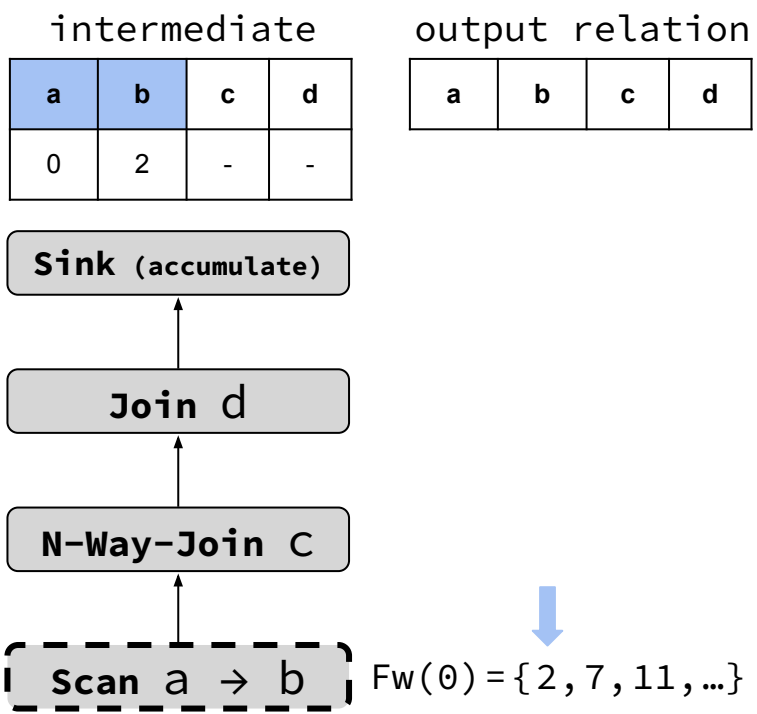 intermediate output relation
a b c d a b c d
0 2 - -
Sink (accumulate)
Join d
N-Way-Join c
Scan a → b Fw(0)={2,7,11,…}